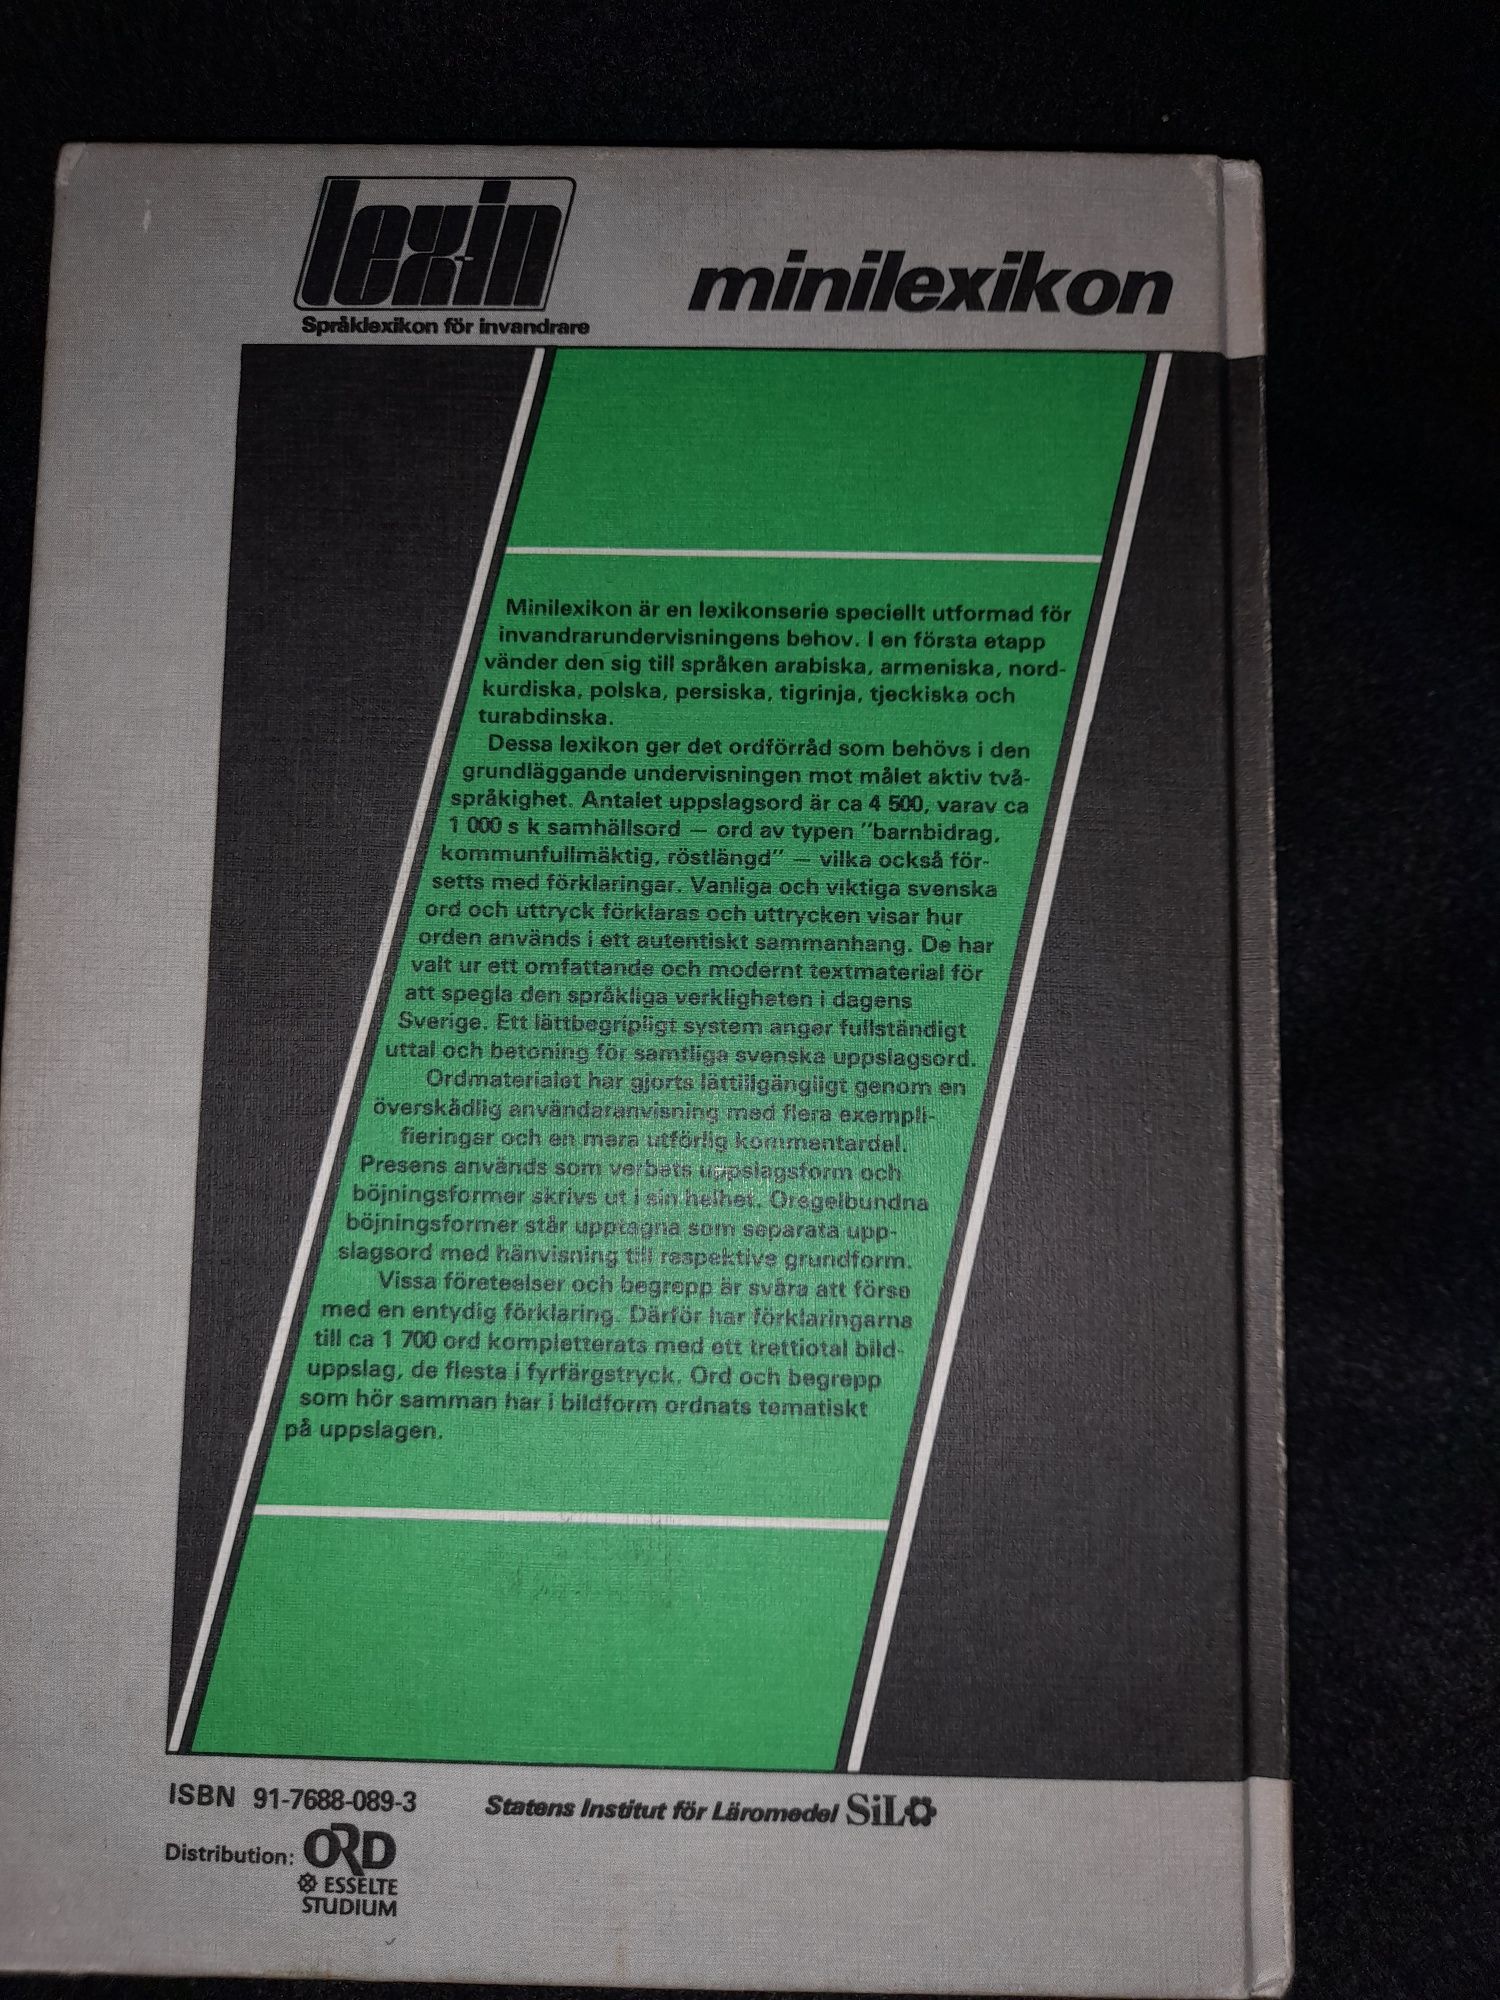 lexin
Språklexikon för invandrare
minilexikon
Minilexikon är en lexikonserie speciellt utformad för
invandrarundervisningens behov. I en första etapp
vänder den sig till språken arabiska, armeniska, nord-
kurdiska, polska, persiska, tigrinja, tjeckiska och
turabdinska.
Dessa lexikon ger det ordförråd som behövs i den
grundläggande undervisningen mot målet aktiv två-
språkighet. Antalet uppslagsord är ca 4 500, varav ca
1 000 s k samhällsord — ord av typen "barnbidrag,
kommunfullmäktig, röstlängd" — vilka också för-
setts med förklaringar. Vanliga och viktiga svenska
ord och uttryck förklaras och uttrycken visar hur
orden används i ett autentiskt sammanhang. De har
valt ur ett omfattande och modernt textmaterial för
att spegla den språkliga verkligheten i dagens
Sverige. Ett lättbegripligt system anger fullständigt
uttal och betoning för samtliga svenska uppslagsord.
Ordmaterialet har gjorts lättillgängligt genom en
överskådlig användaranvisning med flera exempli-
fieringar och en mera utförlig kommentardel.
Presens används som verbets uppslagsform och
böjningsformer skrivs ut i sin helhet. Oregelbundna
böjningsformer står upptagna som separata upp-
slagsord med hänvisning till respektive grundform.
Vissa företeelser och begrepp är svåra att förse
med en entydig förklaring. Därför har förklaringarna
till ca 1 700 ord kompletterats med ett trettiotal bild-
uppslag, de flesta i fyrfärgstryck. Ord och begrepp
som hör samman har i bildform ordnats tematiskt
på uppslagen.
ISBN 91-7688-089-3
Statens Institut för Läromedel SiL
Distribution: ORD
ESSELTE
STUDIUM